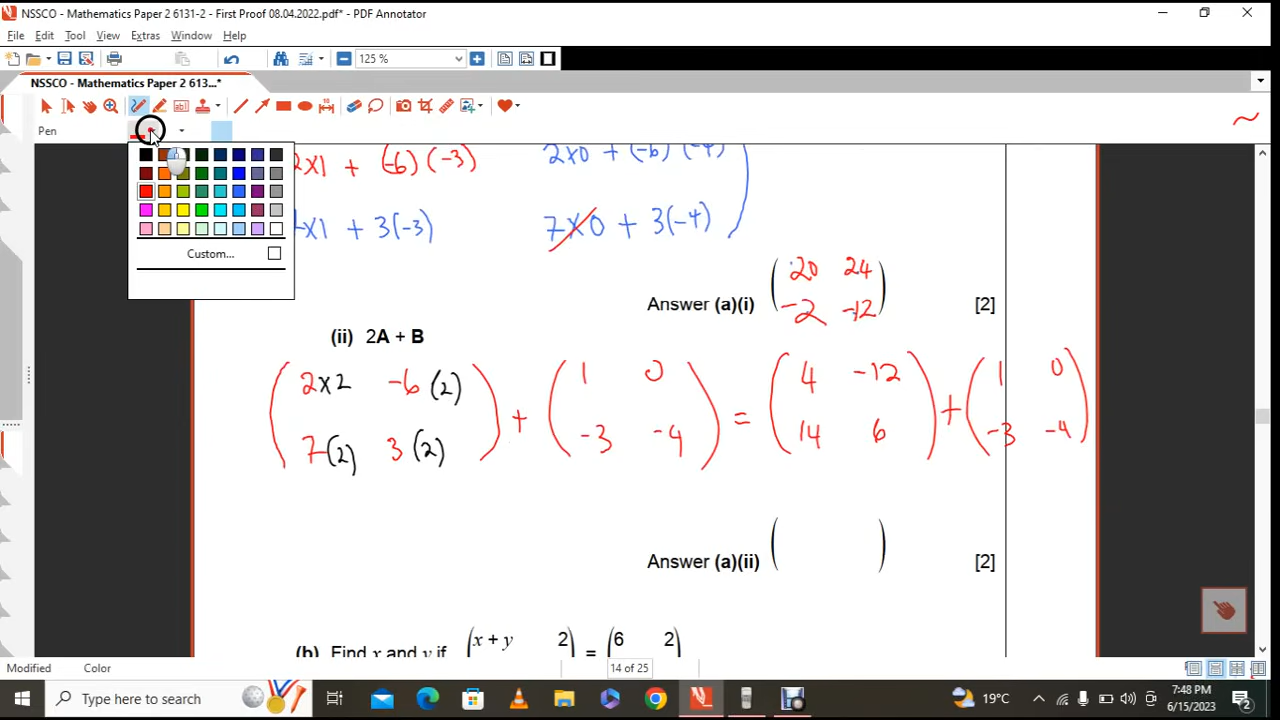 NSSCO - Mathematics Paper 2 6131-2 - First Proof 08.04.2022.pdf* - PDF Annotator
File Edit Tool View Extras Window Help
125 %
NSSCO - Mathematics Paper 2 613...*
Pen
2x1 + (-6)(-3) 2x0 + (-6)(-4)
7x1 + 3(-3) 7x0 + 3(-4)
Custom...
20 24
Answer (a)(i) [2]
-2 -12
(ii) 2A + B
2x2 -6(2) 1 0 4 -12 1 0
+ = +
7(2) 3(2) -3 -4 14 6 -3 -4
Answer (a)(ii) ( ) [2]
(b) Find x and y if (x + y 2) = (6 2)
Modified Color 14 of 25
Type here to search 19°C 7:48 PM
6/15/2023 2